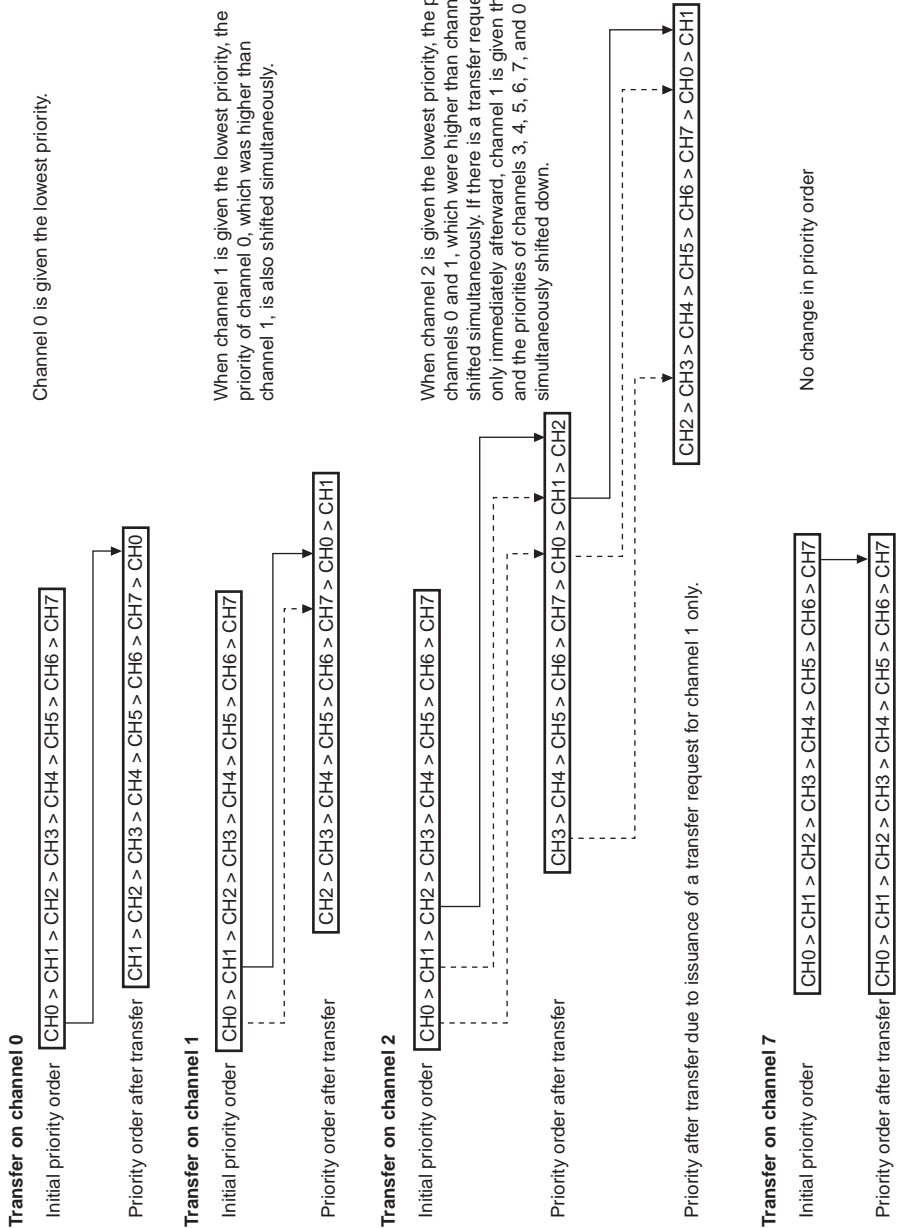 Transfer on channel 0
Initial priority order
CH0 > CH1 > CH2 > CH3 > CH4 > CH5 > CH6 > CH7
Channel 0 is given the lowest priority.
Priority order after transfer
CH1 > CH2 > CH3 > CH4 > CH5 > CH6 > CH7 > CH0
Transfer on channel 1
Initial priority order
CH0 > CH1 > CH2 > CH3 > CH4 > CH5 > CH6 > CH7
When channel 1 is given the lowest priority, the
priority of channel 0, which was higher than
channel 1, is also shifted simultaneously.
Priority order after transfer
CH2 > CH3 > CH4 > CH5 > CH6 > CH7 > CH0 > CH1
Transfer on channel 2
Initial priority order
CH0 > CH1 > CH2 > CH3 > CH4 > CH5 > CH6 > CH7
When channel 2 is given the lowest priority, the
channels 0 and 1, which were higher than
shifted simultaneously. If there is a transfer
only immediately afterward, channel 1 is given
and the priorities of channels 3, 4, 5, 6, 7, and 0
simultaneously shifted down.
Priority order after transfer
CH3 > CH4 > CH5 > CH6 > CH7 > CH0 > CH1 > CH2
Priority after transfer due to issuance of a transfer request for channel 1 only.
CH2 > CH3 > CH4 > CH5 > CH6 > CH7 > CH0 > CH1
Transfer on channel 7
Initial priority order
CH0 > CH1 > CH2 > CH3 > CH4 > CH5 > CH6 > CH7
No change in priority order
Priority order after transfer
CH0 > CH1 > CH2 > CH3 > CH4 > CH5 > CH6 > CH7